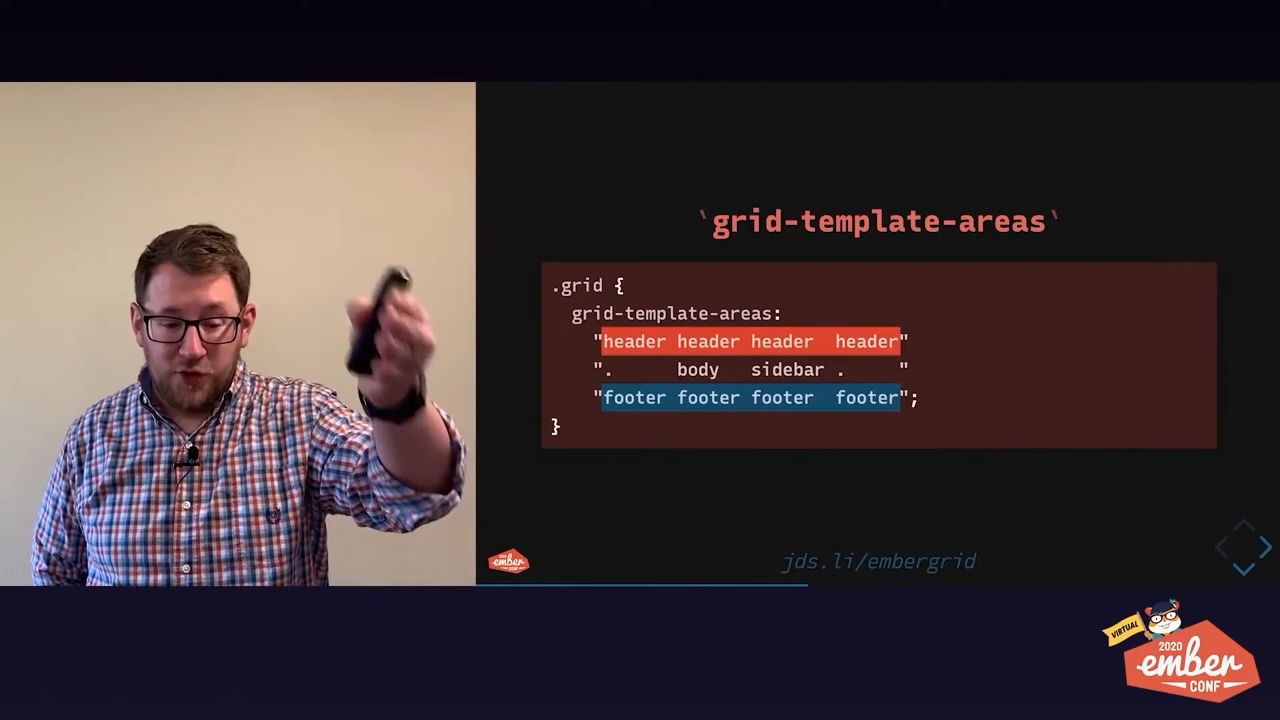 `grid-template-areas`
.grid {
  grid-template-areas:
    "header header header  header"
    ".      body   sidebar .     "
    "footer footer footer  footer";
}
ember
CONF
jds.li/embergrid
VIRTUAL
2020
ember
CONF